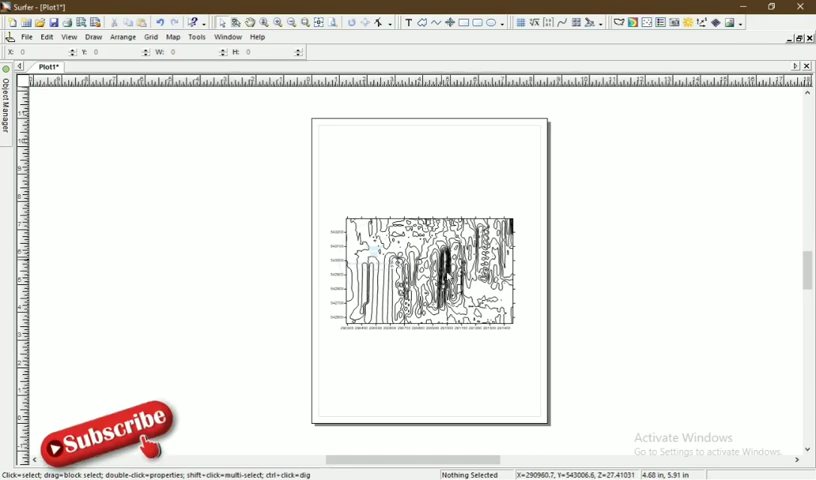 Surfer - [Plot1*]
File Edit View Draw Arrange Grid Map Tools Window Help
X: 0 Y: 0 W: 0 H: 0
Plot1*
Object Manager
Subscribe
Activate Windows
Go to Settings to activate Windows.
Click=select; drag=block select; double-click=properties; shift+click=multi-select; ctrl+click=dig
Nothing Selected
X=290960.7, Y=543006.6, Z=27.41031
4.68 in, 5.91 in